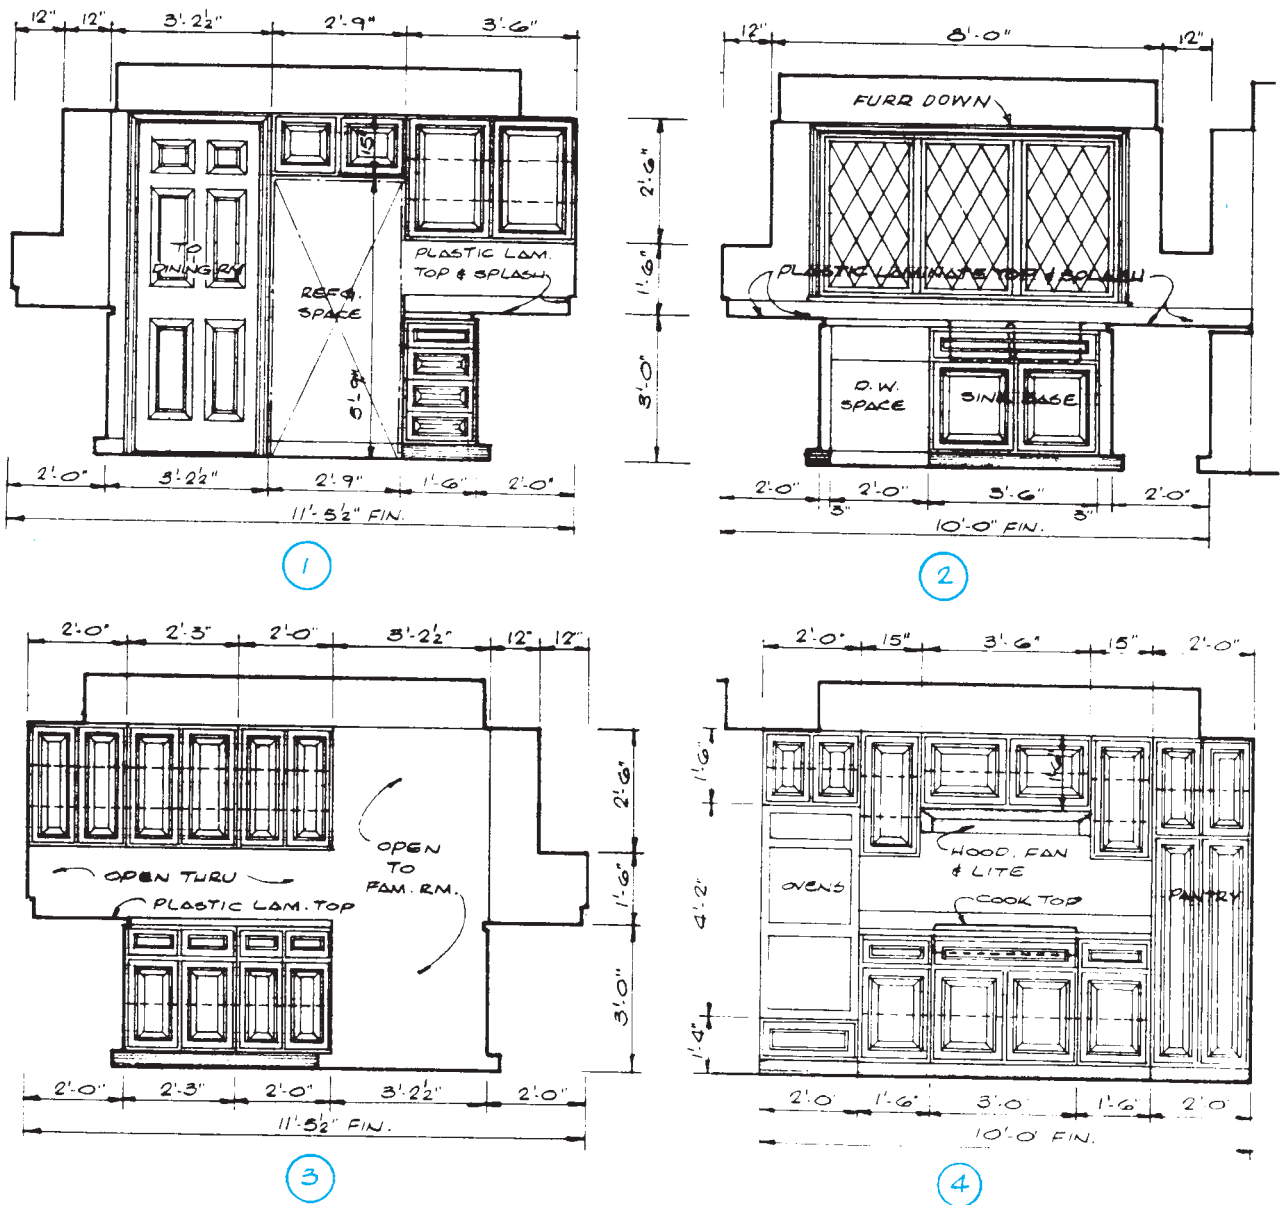 12" 12" 3'-2½" 2'-9" 3'-6"
15"
TO
DINING RM
REFG.
SPACE
PLASTIC LAM.
TOP & SPLASH
2'-0" 3'-2½" 2'-9" 1'-6" 2'-0"
11'-5½" FIN.
1
2'-6"
1'-6"
3'-0"
12" 8'-0" 12"
FURR DOWN
PLASTIC LAMINATE TOP & SPLASH
D.W.
SPACE
SINK BASE
2'-0" 3" 2'-0" 3'-6" 3" 2'-0"
10'-0" FIN.
2
2'-0" 2'-3" 2'-0" 3'-2½" 12" 12"
OPEN
TO
FAM. RM.
OPEN THRU
PLASTIC LAM. TOP
2'-6"
1'-6"
3'-0"
2'-0" 2'-3" 2'-0" 3'-2½" 2'-0"
11'-5½" FIN.
3
2'-0" 15" 3'-6" 15" 2'-0"
1'-6"
4'-2"
1'-4"
HOOD, FAN
& LITE
OVENS
COOK TOP
PANTRY
2'-0 1'-6" 3'-0 1'-6" 2'-0
10'-0" FIN.
4